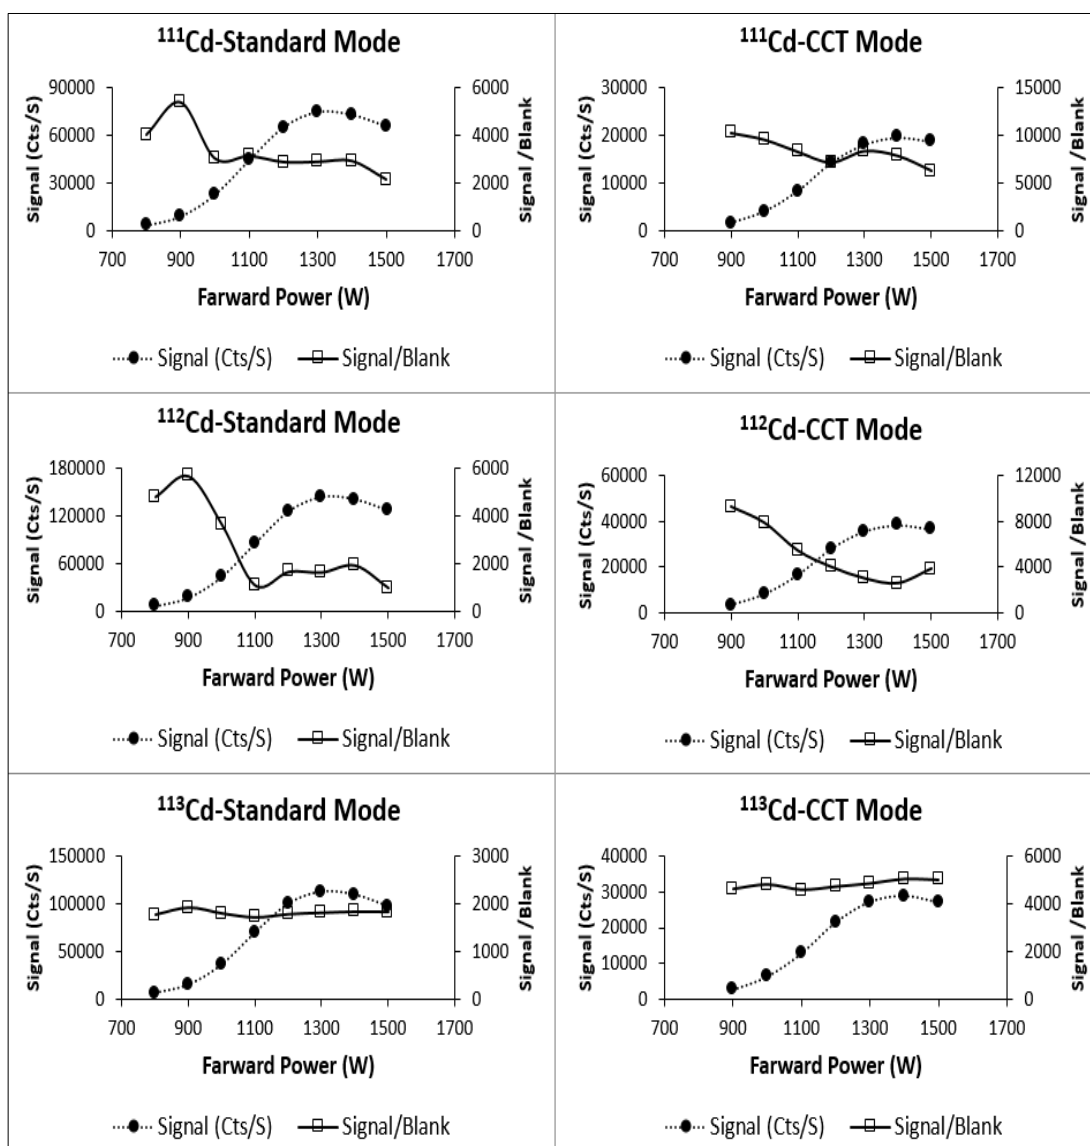 ¹¹¹Cd-Standard Mode
Signal (Cts/S)
90000
60000
30000
0
6000
4000
2000
0
Signal /Blank
700 900 1100 1300 1500 1700
Farward Power (W)
Signal (Cts/S) Signal/Blank
¹¹¹Cd-CCT Mode
Signal (Cts/S)
30000
20000
10000
0
15000
10000
5000
0
Signal /Blank
700 900 1100 1300 1500 1700
Farward Power (W)
Signal (Cts/S) Signal/Blank
¹¹²Cd-Standard Mode
Signal (Cts/S)
180000
120000
60000
0
6000
4000
2000
0
Signal /Blank
700 900 1100 1300 1500 1700
Farward Power (W)
Signal (Cts/S) Signal/Blank
¹¹²Cd-CCT Mode
Signal (Cts/S)
60000
40000
20000
0
12000
8000
4000
0
Signal /Blank
700 900 1100 1300 1500 1700
Farward Power (W)
Signal (Cts/S) Signal/Blank
¹¹³Cd-Standard Mode
Signal (Cts/S)
150000
100000
50000
0
3000
2000
1000
0
Signal /Blank
700 900 1100 1300 1500 1700
Farward Power (W)
Signal (Cts/S) Signal/Blank
¹¹³Cd-CCT Mode
Signal (Cts/S)
40000
30000
20000
10000
0
6000
4000
2000
0
Signal /Blank
700 900 1100 1300 1500 1700
Farward Power (W)
Signal (Cts/S) Signal/Blank